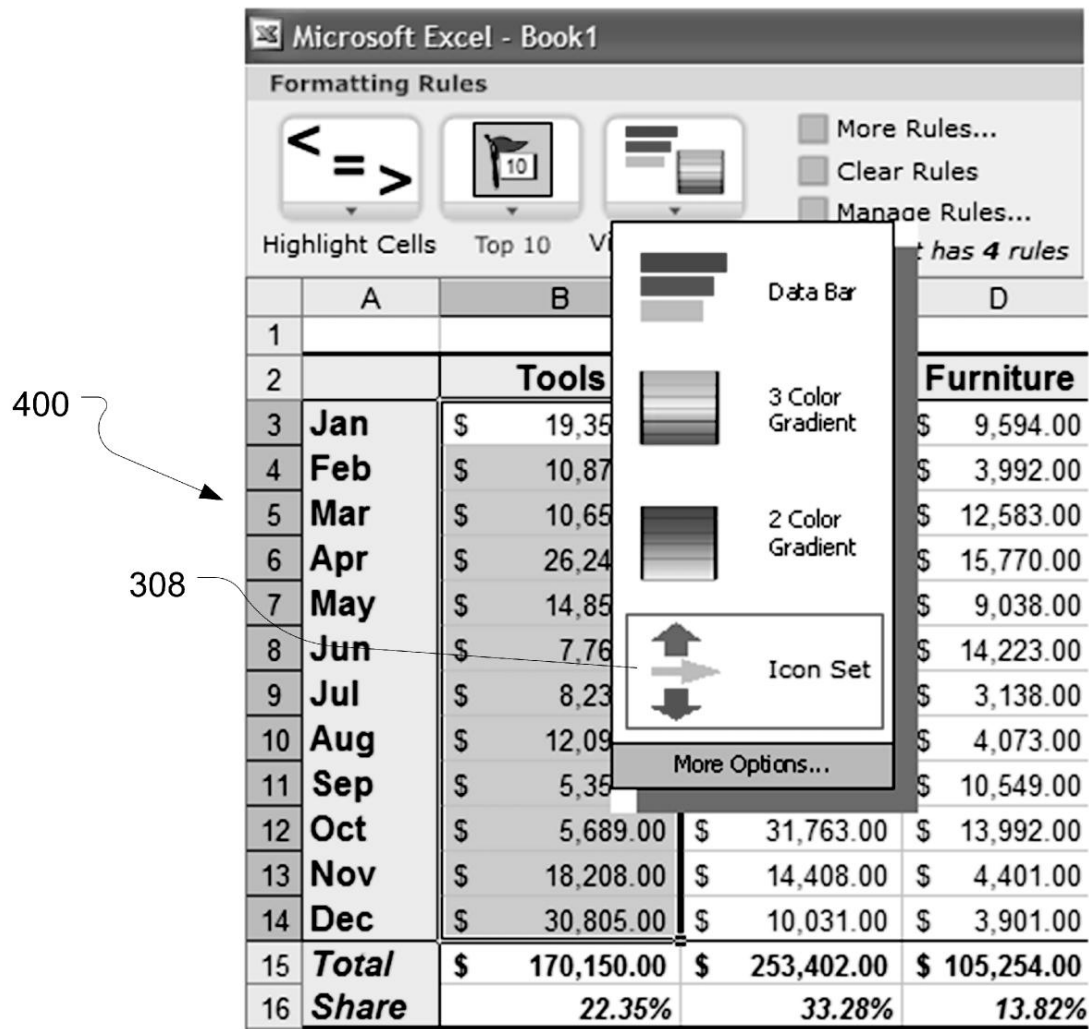 Microsoft Excel - Book1
Formatting Rules
< = >
10
More Rules...
Clear Rules
Manage Rules...
Highlight Cells Top 10 has 4 rules
Data Bar
3 Color
Gradient
2 Color
Gradient
Icon Set
More Options...
A B D
1
2 Tools Furniture
400
3 Jan $ 19,35 $ 9,594.00
4 Feb $ 10,87 $ 3,992.00
5 Mar $ 10,65 $ 12,583.00
6 Apr $ 26,24 $ 15,770.00
308
7 May $ 14,85 $ 9,038.00
8 Jun $ 7,76 $ 14,223.00
9 Jul $ 8,23 $ 3,138.00
10 Aug $ 12,09 $ 4,073.00
11 Sep $ 5,35 $ 10,549.00
12 Oct $ 5,689.00 $ 31,763.00 $ 13,992.00
13 Nov $ 18,208.00 $ 14,408.00 $ 4,401.00
14 Dec $ 30,805.00 $ 10,031.00 $ 3,901.00
15 Total $ 170,150.00 $ 253,402.00 $ 105,254.00
16 Share 22.35% 33.28% 13.82%